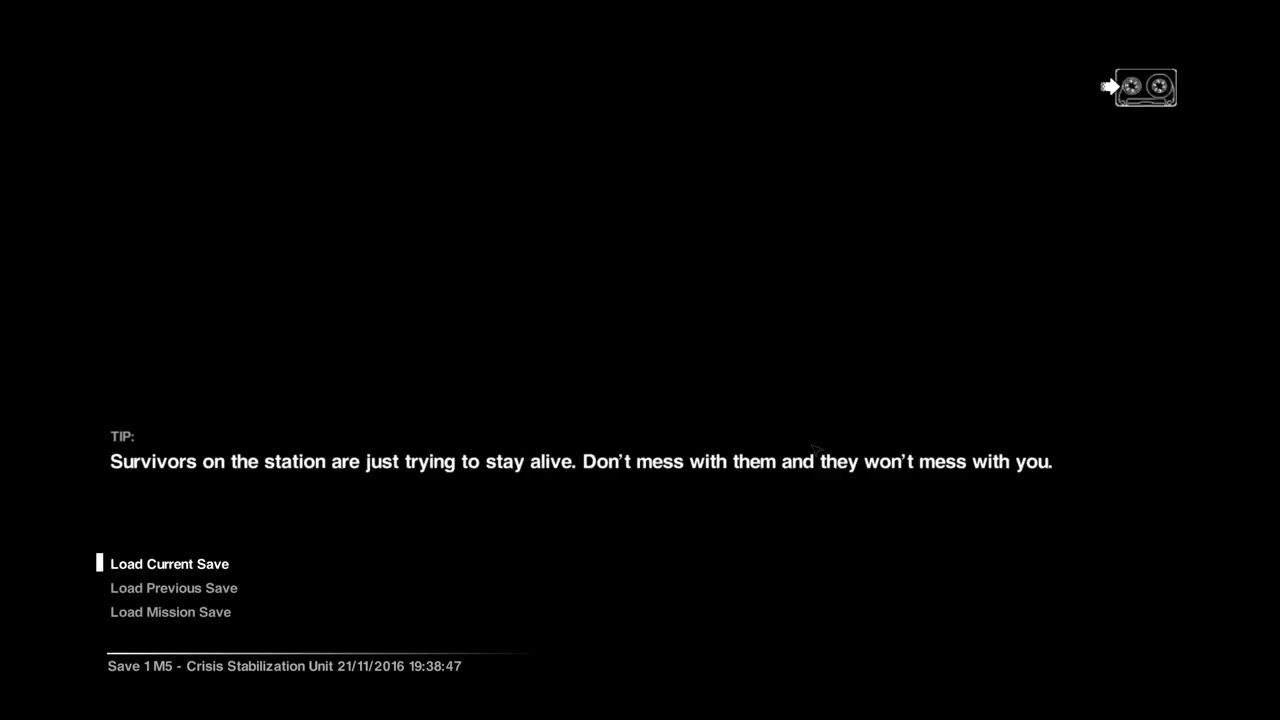 TIP:
Survivors on the station are just trying to stay alive. Don’t mess with them and they won’t mess with you.
Load Current Save
Load Previous Save
Load Mission Save
Save 1 M5 - Crisis Stabilization Unit 21/11/2016 19:38:47